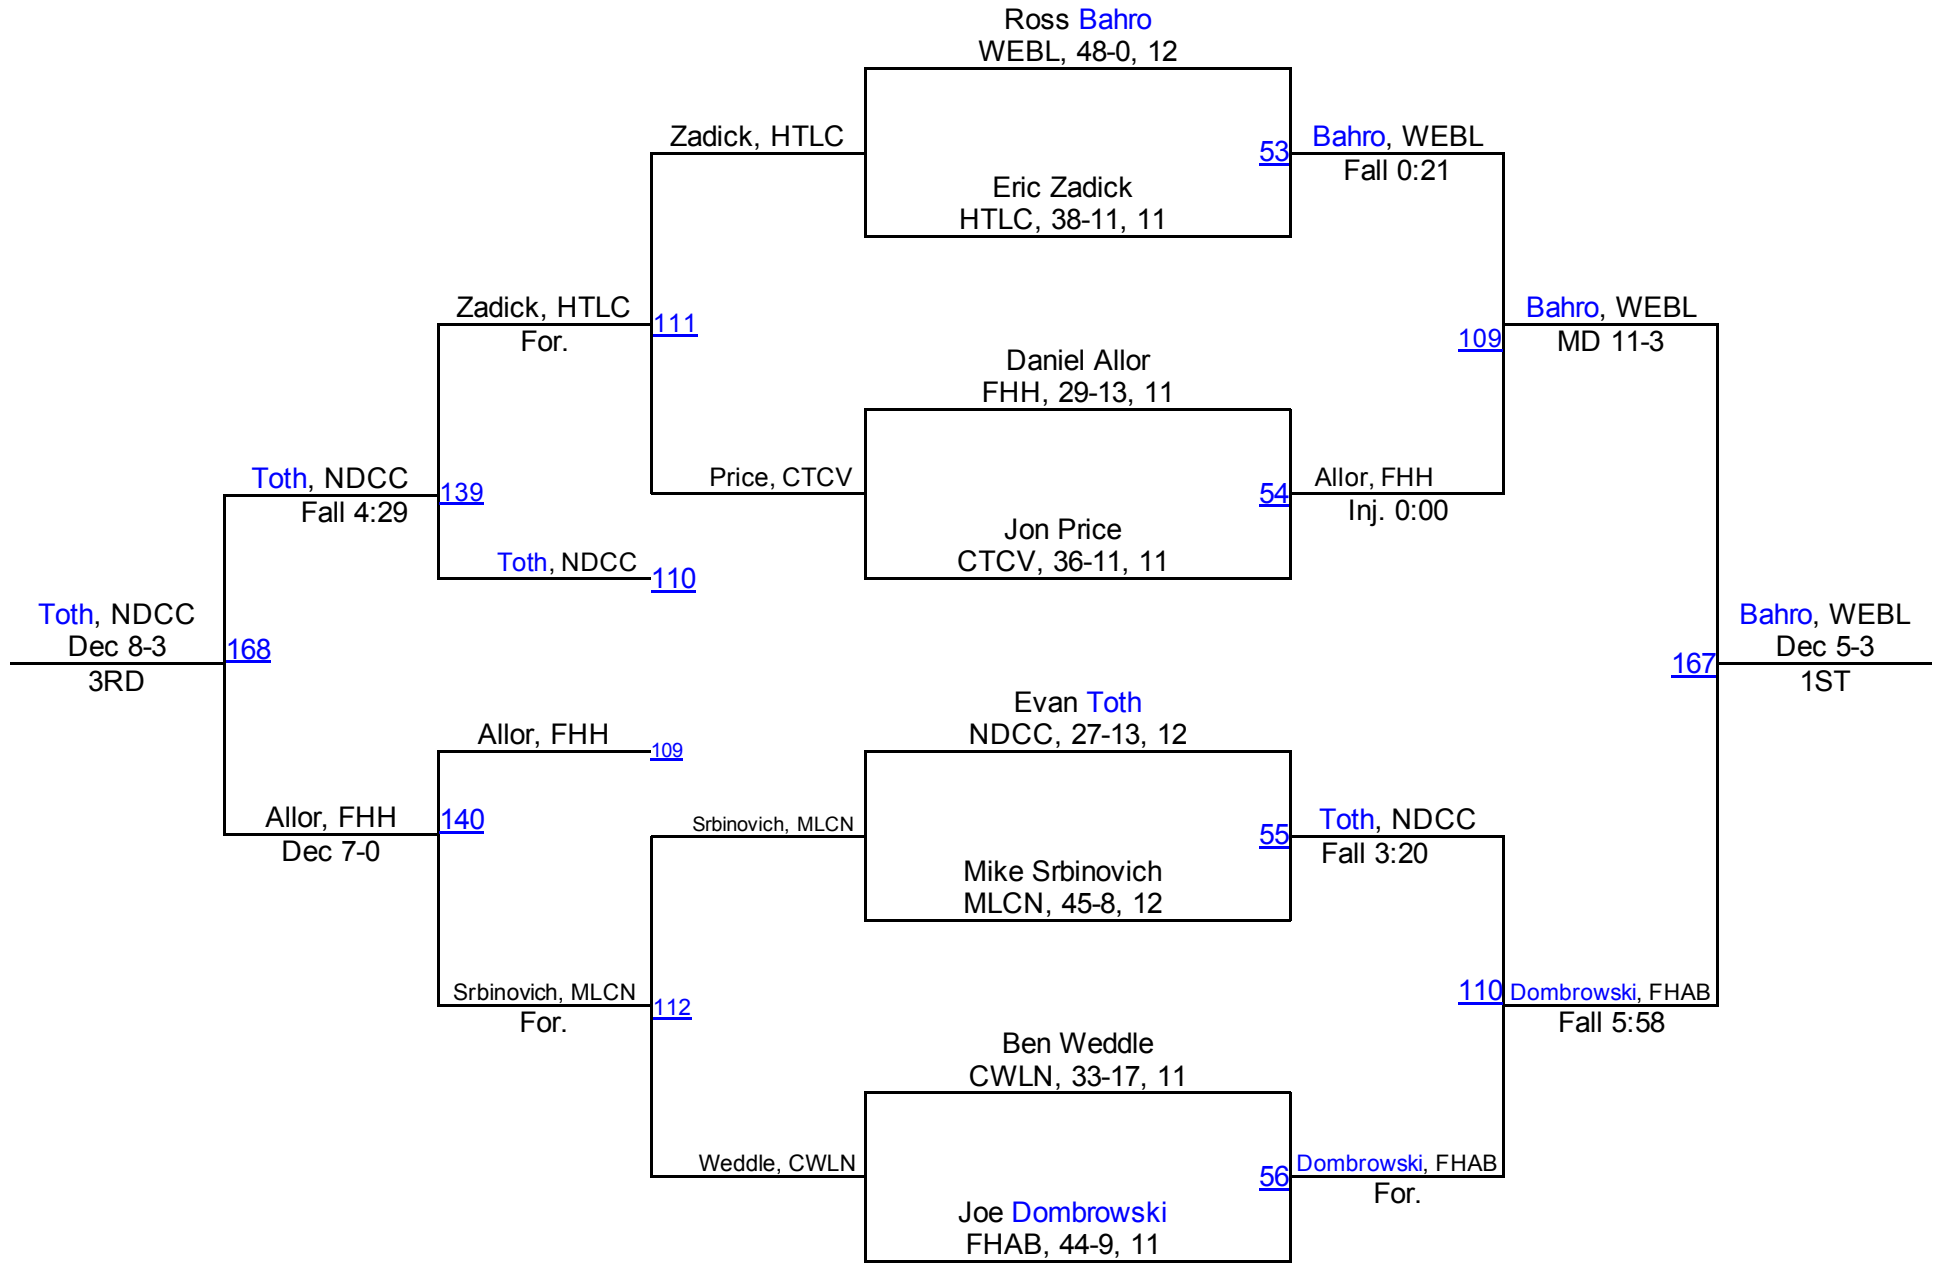 Ross Bahro
WEBL, 48-0, 12
Zadick, HTLC
53
Bahro, WEBL
Fall 0:21
Eric Zadick
HTLC, 38-11, 11
Zadick, HTLC
For.
111
Bahro, WEBL
MD 11-3
109
Daniel Allor
FHH, 29-13, 11
Toth, NDCC
Fall 4:29
139
Price, CTCV
54
Allor, FHH
Inj. 0:00
Jon Price
CTCV, 36-11, 11
Toth, NDCC
110
Toth, NDCC
Dec 8-3
3RD
168
Bahro, WEBL
Dec 5-3
1ST
167
Evan Toth
NDCC, 27-13, 12
Allor, FHH
109
Allor, FHH
Dec 7-0
140
Srbinovich, MLCN
55
Toth, NDCC
Fall 3:20
Mike Srbinovich
MLCN, 45-8, 12
Srbinovich, MLCN
For.
112
110
Dombrowski, FHAB
Fall 5:58
Ben Weddle
CWLN, 33-17, 11
Weddle, CWLN
56
Dombrowski, FHAB
For.
Joe Dombrowski
FHAB, 44-9, 11